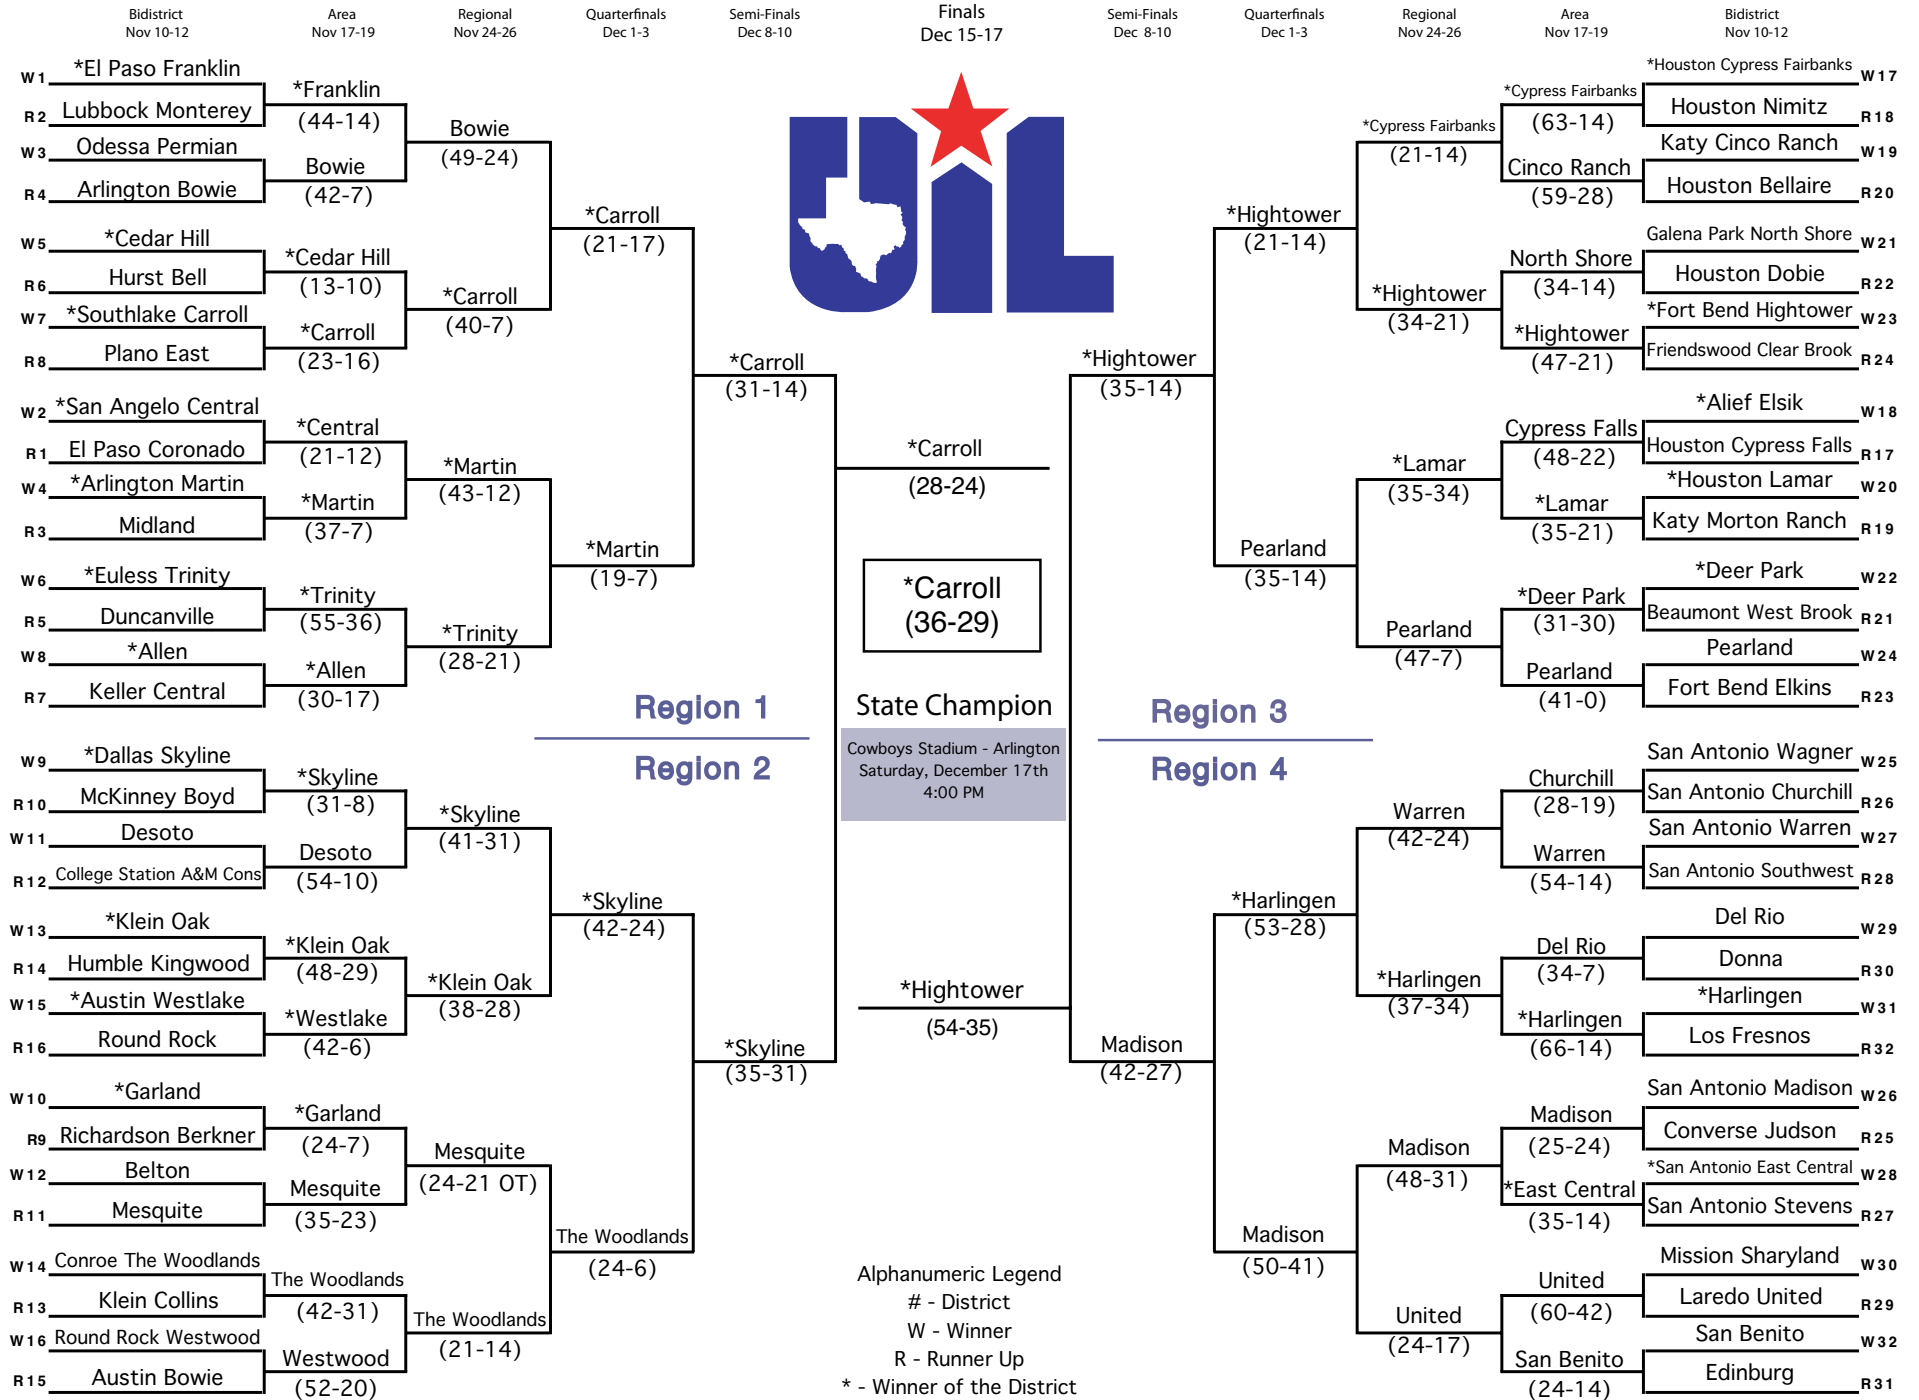 Bidistrict
Nov 10-12
Area
Nov 17-19
Regional
Nov 24-26
Quarterfinals
Dec 1-3
Semi-Finals
Dec 8-10
Finals
Dec 15-17
Semi-Finals
Dec 8-10
Quarterfinals
Dec 1-3
Regional
Nov 24-26
Area
Nov 17-19
Bidistrict
Nov 10-12
W1 *El Paso Franklin
R2 Lubbock Monterey
W3 Odessa Permian
R4 Arlington Bowie
W5 *Cedar Hill
R6 Hurst Bell
W7 *Southlake Carroll
R8 Plano East
W2 *San Angelo Central
R1 El Paso Coronado
W4 *Arlington Martin
R3 Midland
W6 *Euless Trinity
R5 Duncanville
W8 *Allen
R7 Keller Central
W9 *Dallas Skyline
R10 McKinney Boyd
W11 Desoto
R12 College Station A&M Cons
W13 *Klein Oak
R14 Humble Kingwood
W15 *Austin Westlake
R16 Round Rock
W10 *Garland
R9 Richardson Berkner
W12 Belton
R11 Mesquite
W14 Conroe The Woodlands
R13 Klein Collins
W16 Round Rock Westwood
R15 Austin Bowie
*Franklin
(44-14)
Bowie
(42-7)
*Cedar Hill
(13-10)
*Carroll
(23-16)
*Central
(21-12)
*Martin
(37-7)
*Trinity
(55-36)
*Allen
(30-17)
*Skyline
(31-8)
Desoto
(54-10)
*Klein Oak
(48-29)
*Westlake
(42-6)
*Garland
(24-7)
Mesquite
(35-23)
The Woodlands
(42-31)
Westwood
(52-20)
Bowie
(49-24)
*Carroll
(40-7)
*Martin
(43-12)
*Trinity
(28-21)
*Skyline
(41-31)
*Klein Oak
(38-28)
Mesquite
(24-21 OT)
The Woodlands
(21-14)
*Carroll
(21-17)
*Martin
(19-7)
*Skyline
(42-24)
The Woodlands
(24-6)
*Carroll
(31-14)
*Skyline
(35-31)
Region 1
Region 2
UIL
*Carroll
(28-24)
*Carroll
(36-29)
State Champion
Cowboys Stadium - Arlington
Saturday, December 17th
4:00 PM
*Hightower
(54-35)
Alphanumeric Legend
# - District
W - Winner
R - Runner Up
* - Winner of the District
Region 3
Region 4
*Hightower
(35-14)
Madison
(42-27)
*Hightower
(21-14)
Pearland
(35-14)
*Harlingen
(53-28)
Madison
(50-41)
*Cypress Fairbanks
(21-14)
*Hightower
(34-21)
*Lamar
(35-34)
Pearland
(47-7)
Warren
(42-24)
*Harlingen
(37-34)
Madison
(48-31)
United
(24-17)
*Cypress Fairbanks
(63-14)
Cinco Ranch
(59-28)
North Shore
(34-14)
*Hightower
(47-21)
Cypress Falls
(48-22)
*Lamar
(35-21)
*Deer Park
(31-30)
Pearland
(41-0)
Churchill
(28-19)
Warren
(54-14)
Del Rio
(34-7)
*Harlingen
(66-14)
Madison
(25-24)
*East Central
(35-14)
United
(60-42)
San Benito
(24-14)
*Houston Cypress Fairbanks W17
Houston Nimitz R18
Katy Cinco Ranch W19
Houston Bellaire R20
Galena Park North Shore W21
Houston Dobie R22
*Fort Bend Hightower W23
Friendswood Clear Brook R24
*Alief Elsik W18
Houston Cypress Falls R17
*Houston Lamar W20
Katy Morton Ranch R19
*Deer Park W22
Beaumont West Brook R21
Pearland W24
Fort Bend Elkins R23
San Antonio Wagner W25
San Antonio Churchill R26
San Antonio Warren W27
San Antonio Southwest R28
Del Rio W29
Donna R30
*Harlingen W31
Los Fresnos R32
San Antonio Madison W26
Converse Judson R25
*San Antonio East Central W28
San Antonio Stevens R27
Mission Sharyland W30
Laredo United R29
San Benito W32
Edinburg R31